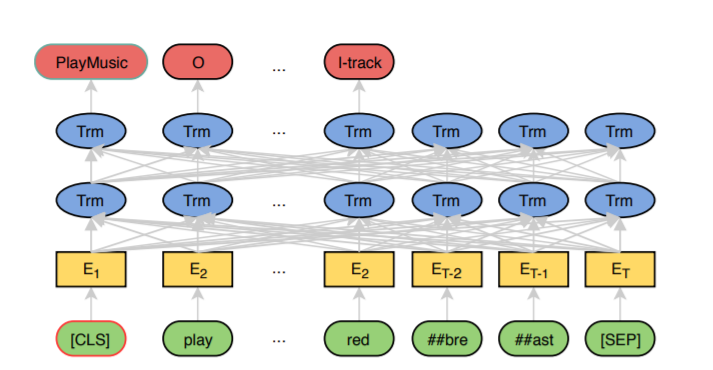 PlayMusic O ... I-track
Trm Trm ... Trm Trm Trm Trm
Trm Trm ... Trm Trm Trm Trm
E1 E2 ... E2 ET-2 ET-1 ET
[CLS] play ... red ##bre ##ast [SEP]